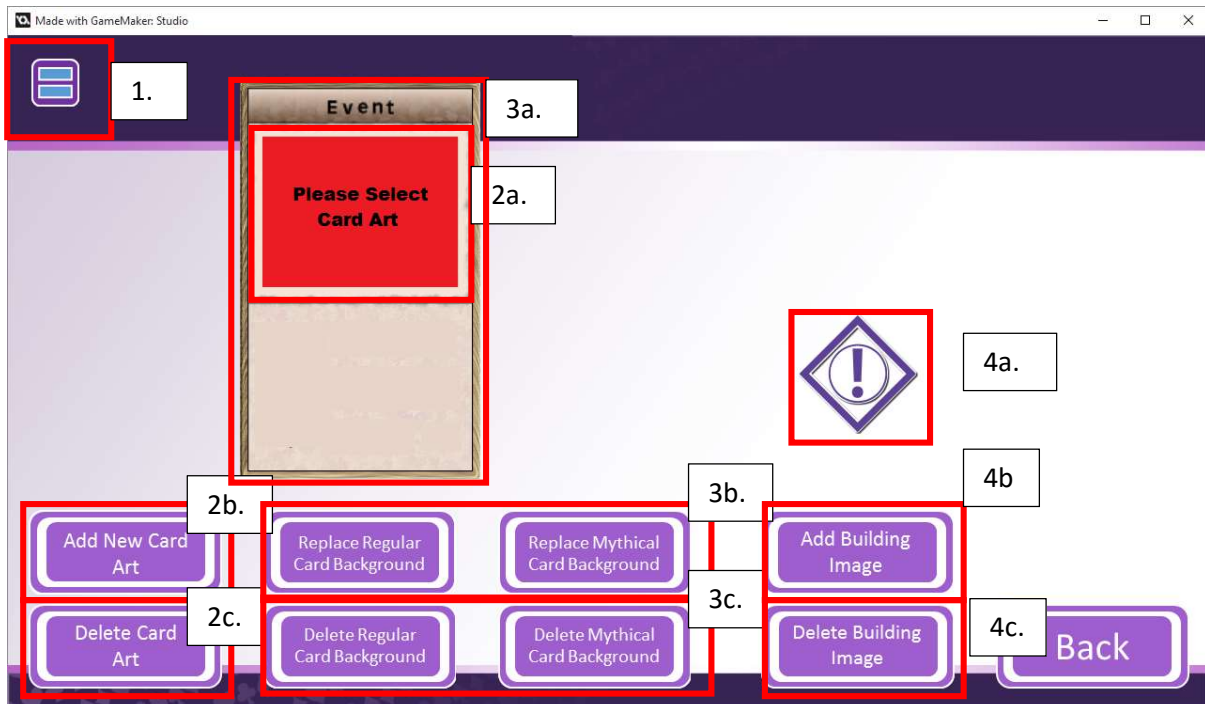 Made with GameMaker: Studio
1.
Event
3a.
Please Select
Card Art
2a.
!
4a.
4b
2b.
3b.
Add New Card
Art
Replace Regular
Card Background
Replace Mythical
Card Background
Add Building
Image
2c.
3c.
4c.
Delete Card
Art
Delete Regular
Card Background
Delete Mythical
Card Background
Delete Building
Image
Back